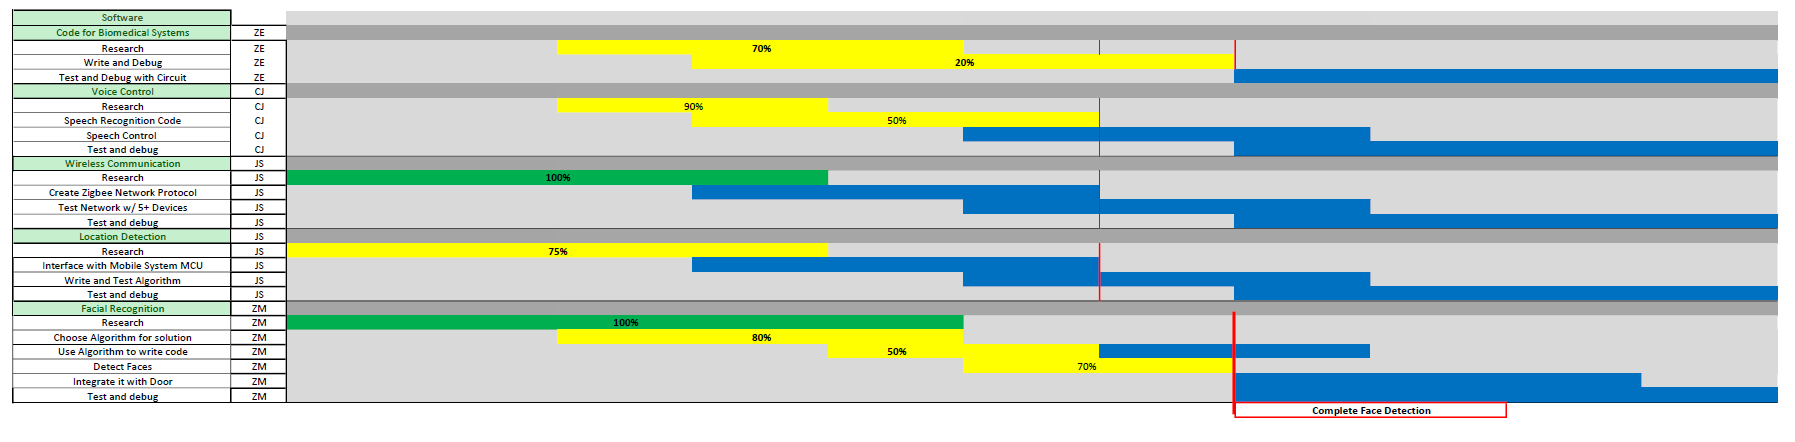 Software
Code for Biomedical Systems ZE
Research ZE 70%
Write and Debug ZE 20%
Test and Debug with Circuit ZE
Voice Control CJ
Research CJ 90%
Speech Recognition Code CJ 50%
Speech Control CJ
Test and debug CJ
Wireless Communication JS
Research JS 100%
Create Zigbee Network Protocol JS
Test Network w/ 5+ Devices JS
Test and debug JS
Location Detection JS
Research JS 75%
Interface with Mobile System MCU JS
Write and Test Algorithm JS
Test and debug JS
Facial Recognition ZM
Research ZM 100%
Choose Algorithm for solution ZM 80%
Use Algorithm to write code ZM 50%
Detect Faces ZM 70%
Integrate it with Door ZM
Test and debug ZM
Complete Face Detection